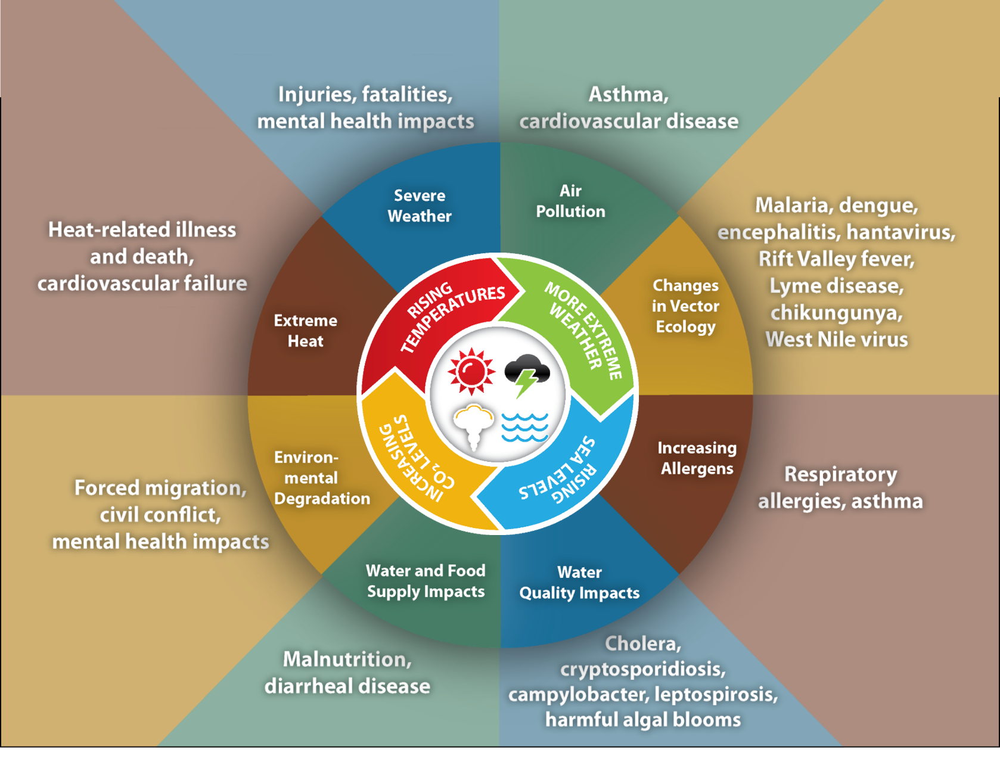 Injuries, fatalities,
mental health impacts
Asthma,
cardiovascular disease
Heat-related illness
and death,
cardiovascular failure
Severe
Weather
Air
Pollution
Malaria, dengue,
encephalitis, hantavirus,
Rift Valley fever,
Lyme disease,
chikungunya,
West Nile virus
Extreme
Heat
Changes
in Vector
Ecology
RISING
TEMPERATURES
MORE EXTREME
WEATHER
INCREASING
CO₂ LEVELS
RISING
SEA LEVELS
Environ-
mental
Degradation
Increasing
Allergens
Forced migration,
civil conflict,
mental health impacts
Respiratory
allergies, asthma
Water and Food
Supply Impacts
Water
Quality Impacts
Malnutrition,
diarrheal disease
Cholera,
cryptosporidiosis,
campylobacter, leptospirosis,
harmful algal blooms